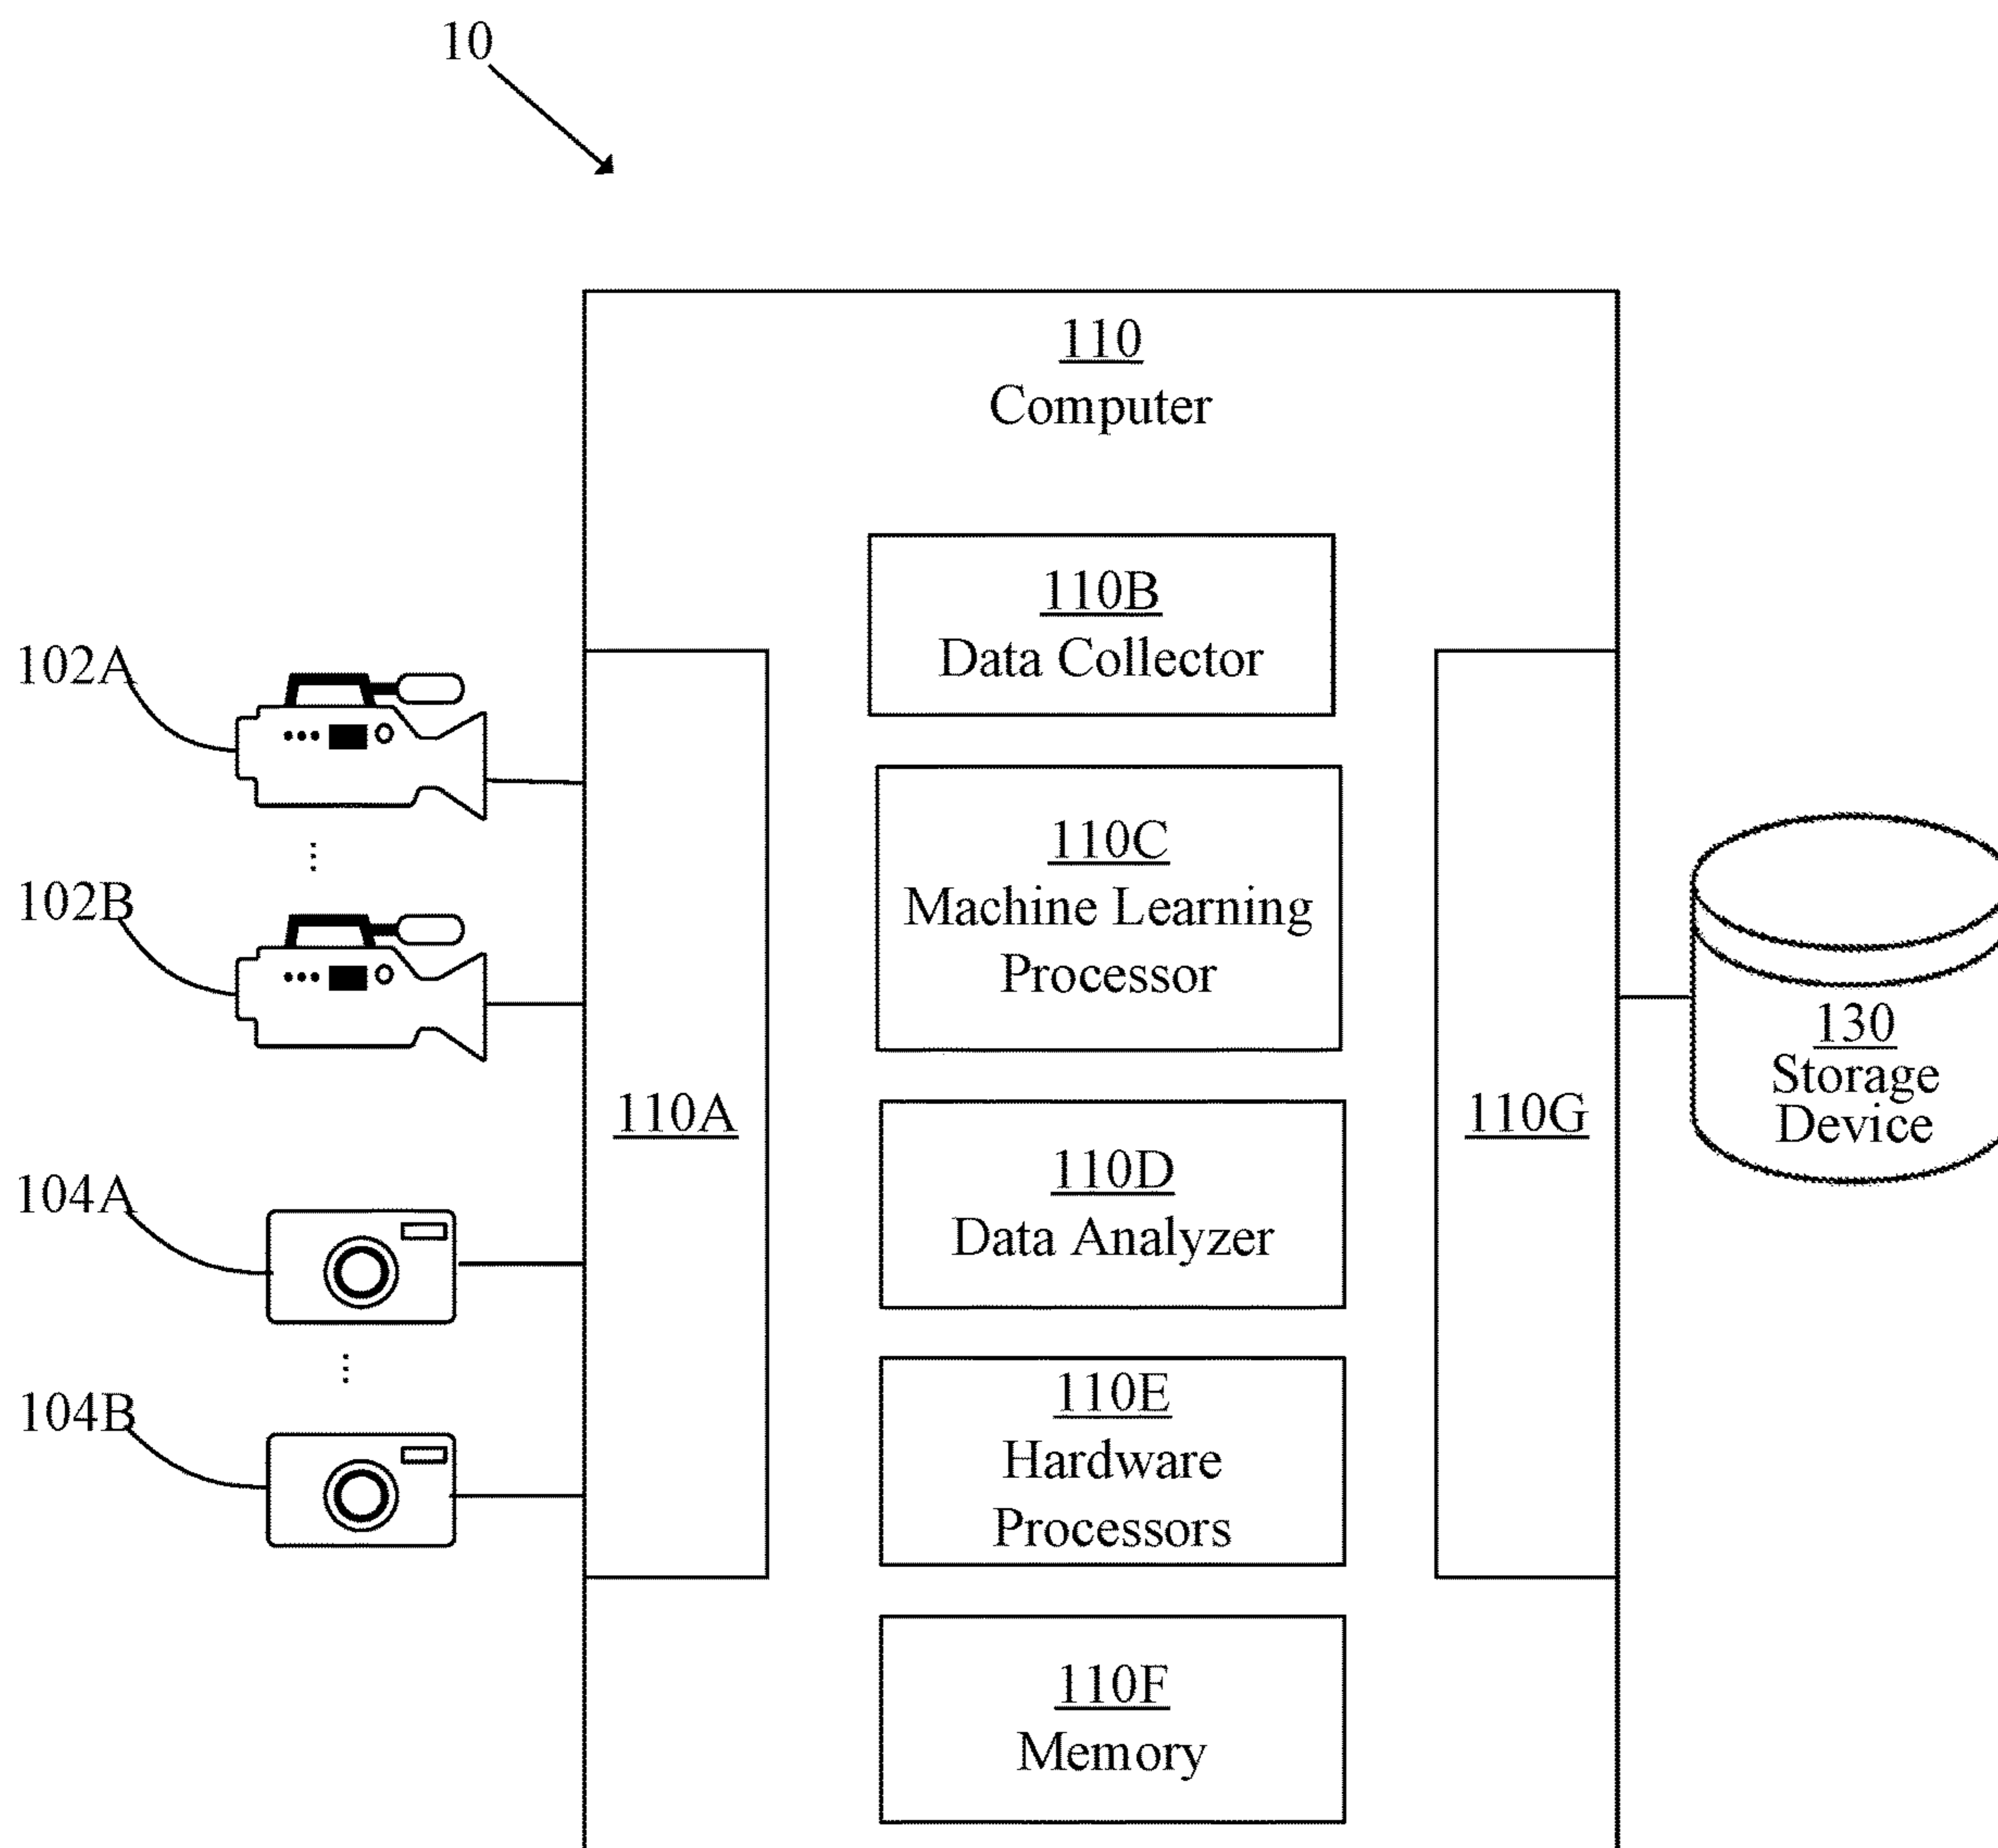 10
110
Computer
110B
Data Collector
102A
110C
Machine Learning
Processor
102B
130
Storage
Device
110A
110G
110D
Data Analyzer
104A
110E
Hardware
Processors
104B
110F
Memory